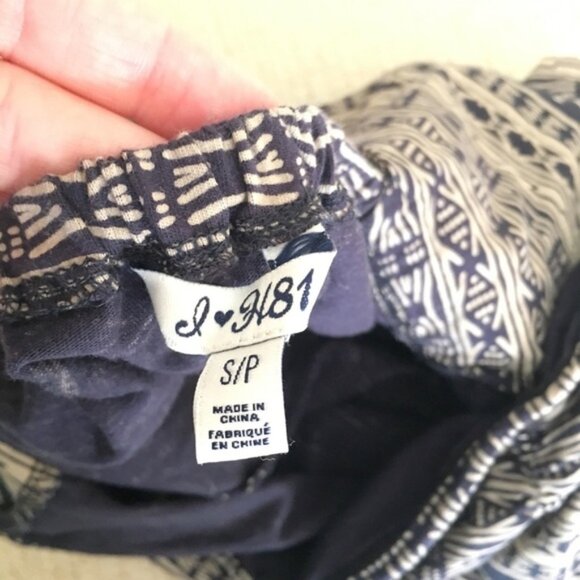 I ♥ H81
S/P
MADE IN
CHINA
FABRIQUÉ
EN CHINE